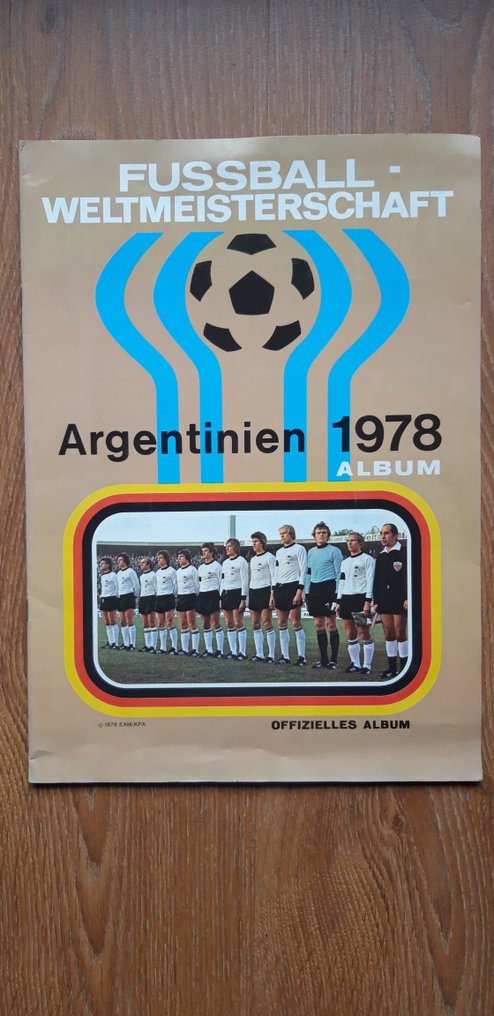 FUSSBALL -
WELTMEISTERSCHAFT
Argentinien 1978
ALBUM
© 1978 EAM/KPA
OFFIZIELLES ALBUM